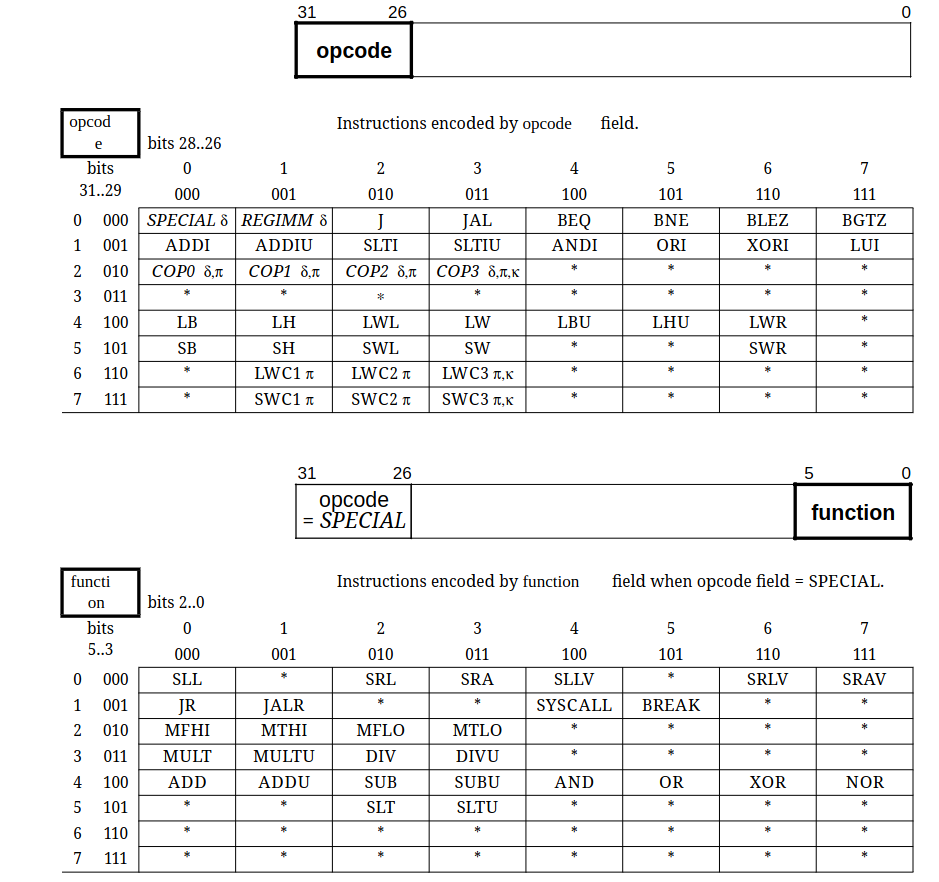 31 26 0
opcode
opcod
e
Instructions encoded by opcode field.
bits 28..26
bits 0 1 2 3 4 5 6 7
31..29 000 001 010 011 100 101 110 111
0 000 SPECIAL δ REGIMM δ J JAL BEQ BNE BLEZ BGTZ
1 001 ADDI ADDIU SLTI SLTIU ANDI ORI XORI LUI
2 010 COP0 δ,π COP1 δ,π COP2 δ,π COP3 δ,π,κ * * * *
3 011 * * * * * * * *
4 100 LB LH LWL LW LBU LHU LWR *
5 101 SB SH SWL SW * * SWR *
6 110 * LWC1 π LWC2 π LWC3 π,κ * * * *
7 111 * SWC1 π SWC2 π SWC3 π,κ * * * *
31 26 5 0
opcode
= SPECIAL function
functi
on
Instructions encoded by function field when opcode field = SPECIAL.
bits 2..0
bits 0 1 2 3 4 5 6 7
5..3 000 001 010 011 100 101 110 111
0 000 SLL * SRL SRA SLLV * SRLV SRAV
1 001 JR JALR * * SYSCALL BREAK * *
2 010 MFHI MTHI MFLO MTLO * * * *
3 011 MULT MULTU DIV DIVU * * * *
4 100 ADD ADDU SUB SUBU AND OR XOR NOR
5 101 * * SLT SLTU * * * *
6 110 * * * * * * * *
7 111 * * * * * * * *